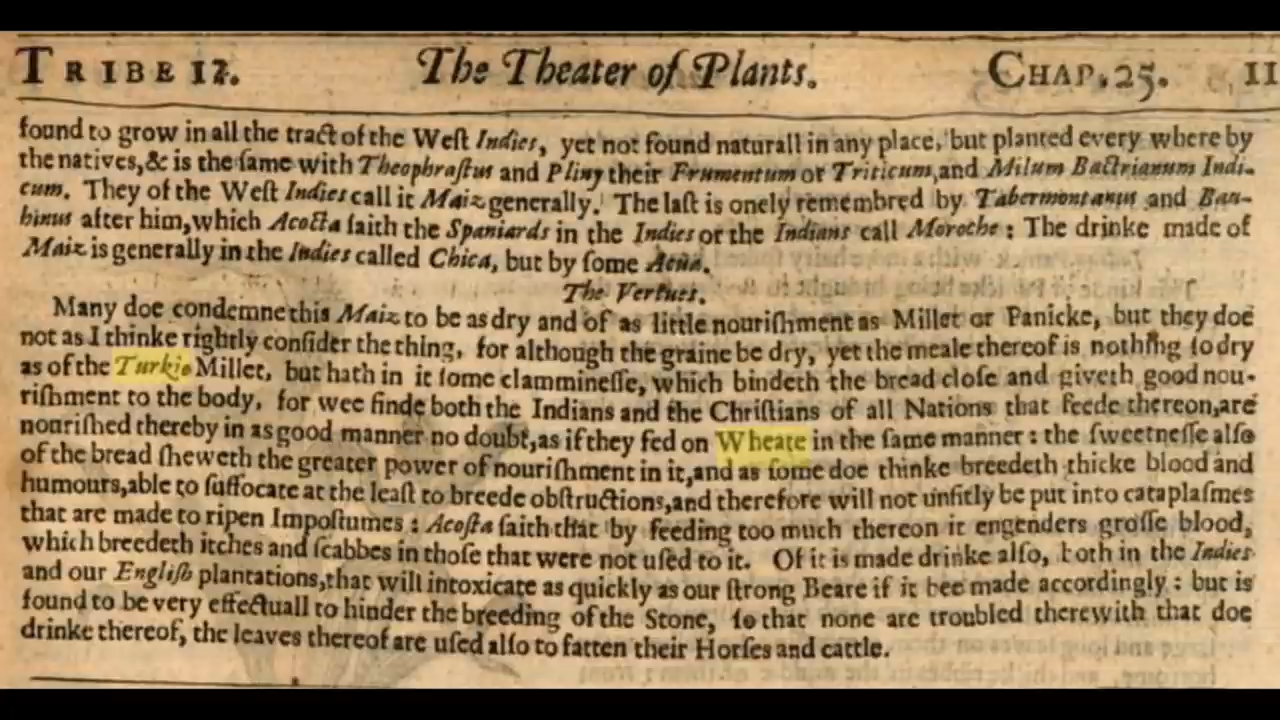 TRIBE 12. The Theater of Plants. CHAP. 25. 11
found to grow in all the tract of the Weſt Indies, yet not found naturall in any place, but planted every where by
the natives, & is the ſame with Theophraſtus and Pliny their Frumentum or Triticum, and Milum Bactrianum Indi-
cum. They of the Weſt Indies call it Maiz generally. The laſt is onely remembred by Tabermontanus and Bau-
hinus after him, which Acoſta ſaith the Spaniards in the Indies or the Indians call Moroche: The drinke made of
Maiz is generally in the Indies called Chica, but by ſome Acua.
The Vertues.
Many doe condemne this Maiz to be as dry and of as little nouriſhment as Millet or Panicke, but they doe
not as I thinke rightly conſider the thing, for although the graine be dry, yet the meale thereof is nothing ſo dry
as of the Turkie Millet, but hath in it ſome clammineſſe, which bindeth the bread cloſe and giveth good nou-
riſhment to the body, for wee finde both the Indians and the Chriſtians of all Nations that feede thereon, are
nouriſhed thereby in as good manner no doubt, as if they fed on Wheate in the ſame manner: the ſweetneſſe alſo
of the bread ſheweth the greater power of nouriſhment in it, and as ſome doe thinke breedeth thicke blood and
humours, able to ſuffocate at the leaſt to breede obſtructions, and therefore will not unfitly be put into cataplaſmes
that are made to ripen Impoſtumes: Acoſta ſaith that by feeding too much thereon it engenders groſſe blood,
which breedeth itches and ſcabbes in thoſe that were not uſed to it. Of it is made drinke alſo, both in the Indies
and our Engliſh plantations, that will intoxicate as quickly as our ſtrong Beare if it bee made accordingly: but is
found to be very effectuall to hinder the breeding of the Stone, ſo that none are troubled therewith that doe
drinke thereof, the leaves thereof are uſed alſo to fatten their Horſes and cattle.